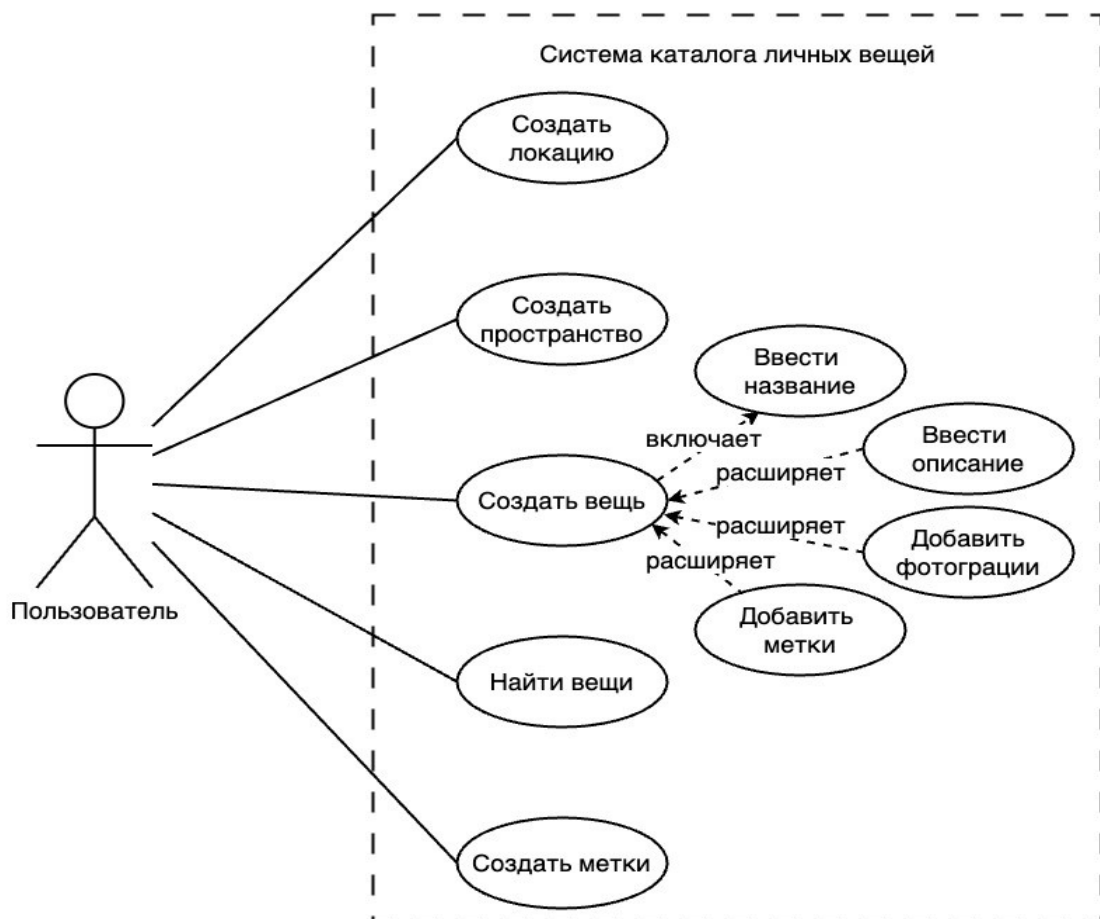 Система каталога личных вещей
Создать
локацию
Создать
пространство
Ввести
название
включает
Ввести
описание
расширяет
Создать вещь
расширяет
Добавить
фотограции
расширяет
Добавить
метки
Пользователь
Найти вещи
Создать метки